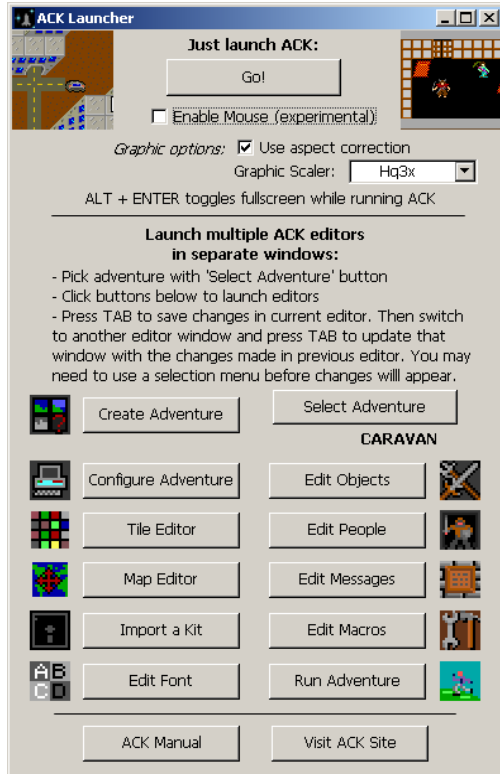 ACK Launcher
Just launch ACK:
Go!
Enable Mouse (experimental)
Graphic options: Use aspect correction
Graphic Scaler: Hq3x
ALT + ENTER toggles fullscreen while running ACK
Launch multiple ACK editors
in separate windows:
- Pick adventure with 'Select Adventure' button
- Click buttons below to launch editors
- Press TAB to save changes in current editor. Then switch
to another editor window and press TAB to update that
window with the changes made in previous editor. You may
need to use a selection menu before changes willl appear.
Create Adventure
Select Adventure
CARAVAN
Configure Adventure
Edit Objects
Tile Editor
Edit People
Map Editor
Edit Messages
Import a Kit
Edit Macros
AB
CD
Edit Font
Run Adventure
ACK Manual
Visit ACK Site